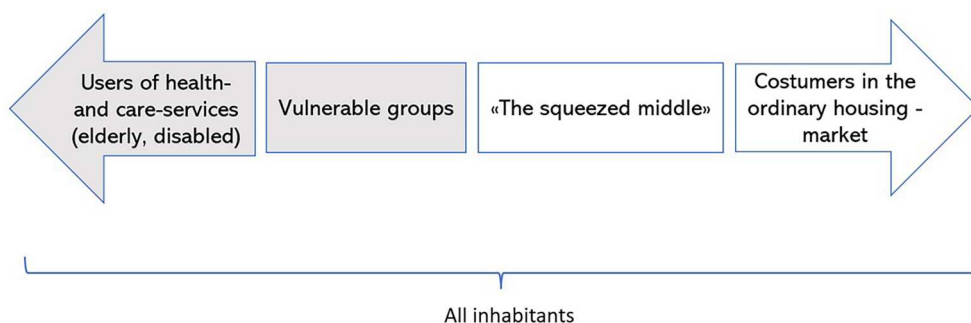 Users of health-
and care-services
(elderly, disabled)
Vulnerable groups
«The squeezed middle»
Costumers in the
ordinary housing -
market
All inhabitants